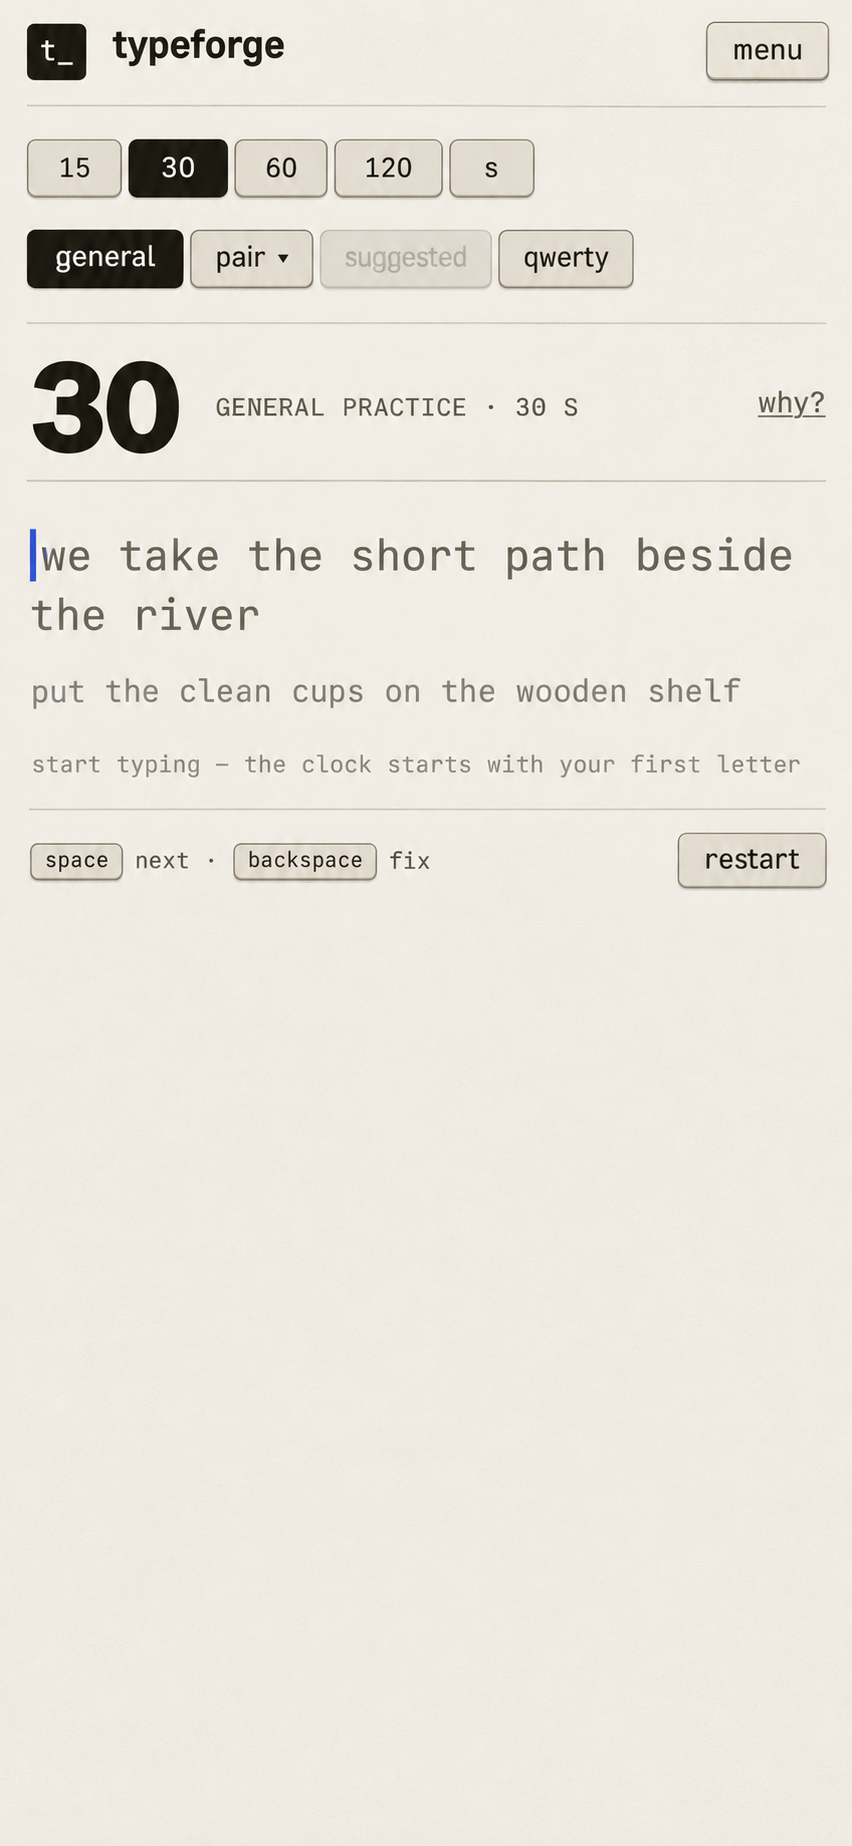 t_ typeforge menu
15 30 60 120 s
general pair ▾ suggested qwerty
30 GENERAL PRACTICE · 30 S why?
we take the short path beside
the river
put the clean cups on the wooden shelf
start typing — the clock starts with your first letter
space next · backspace fix restart